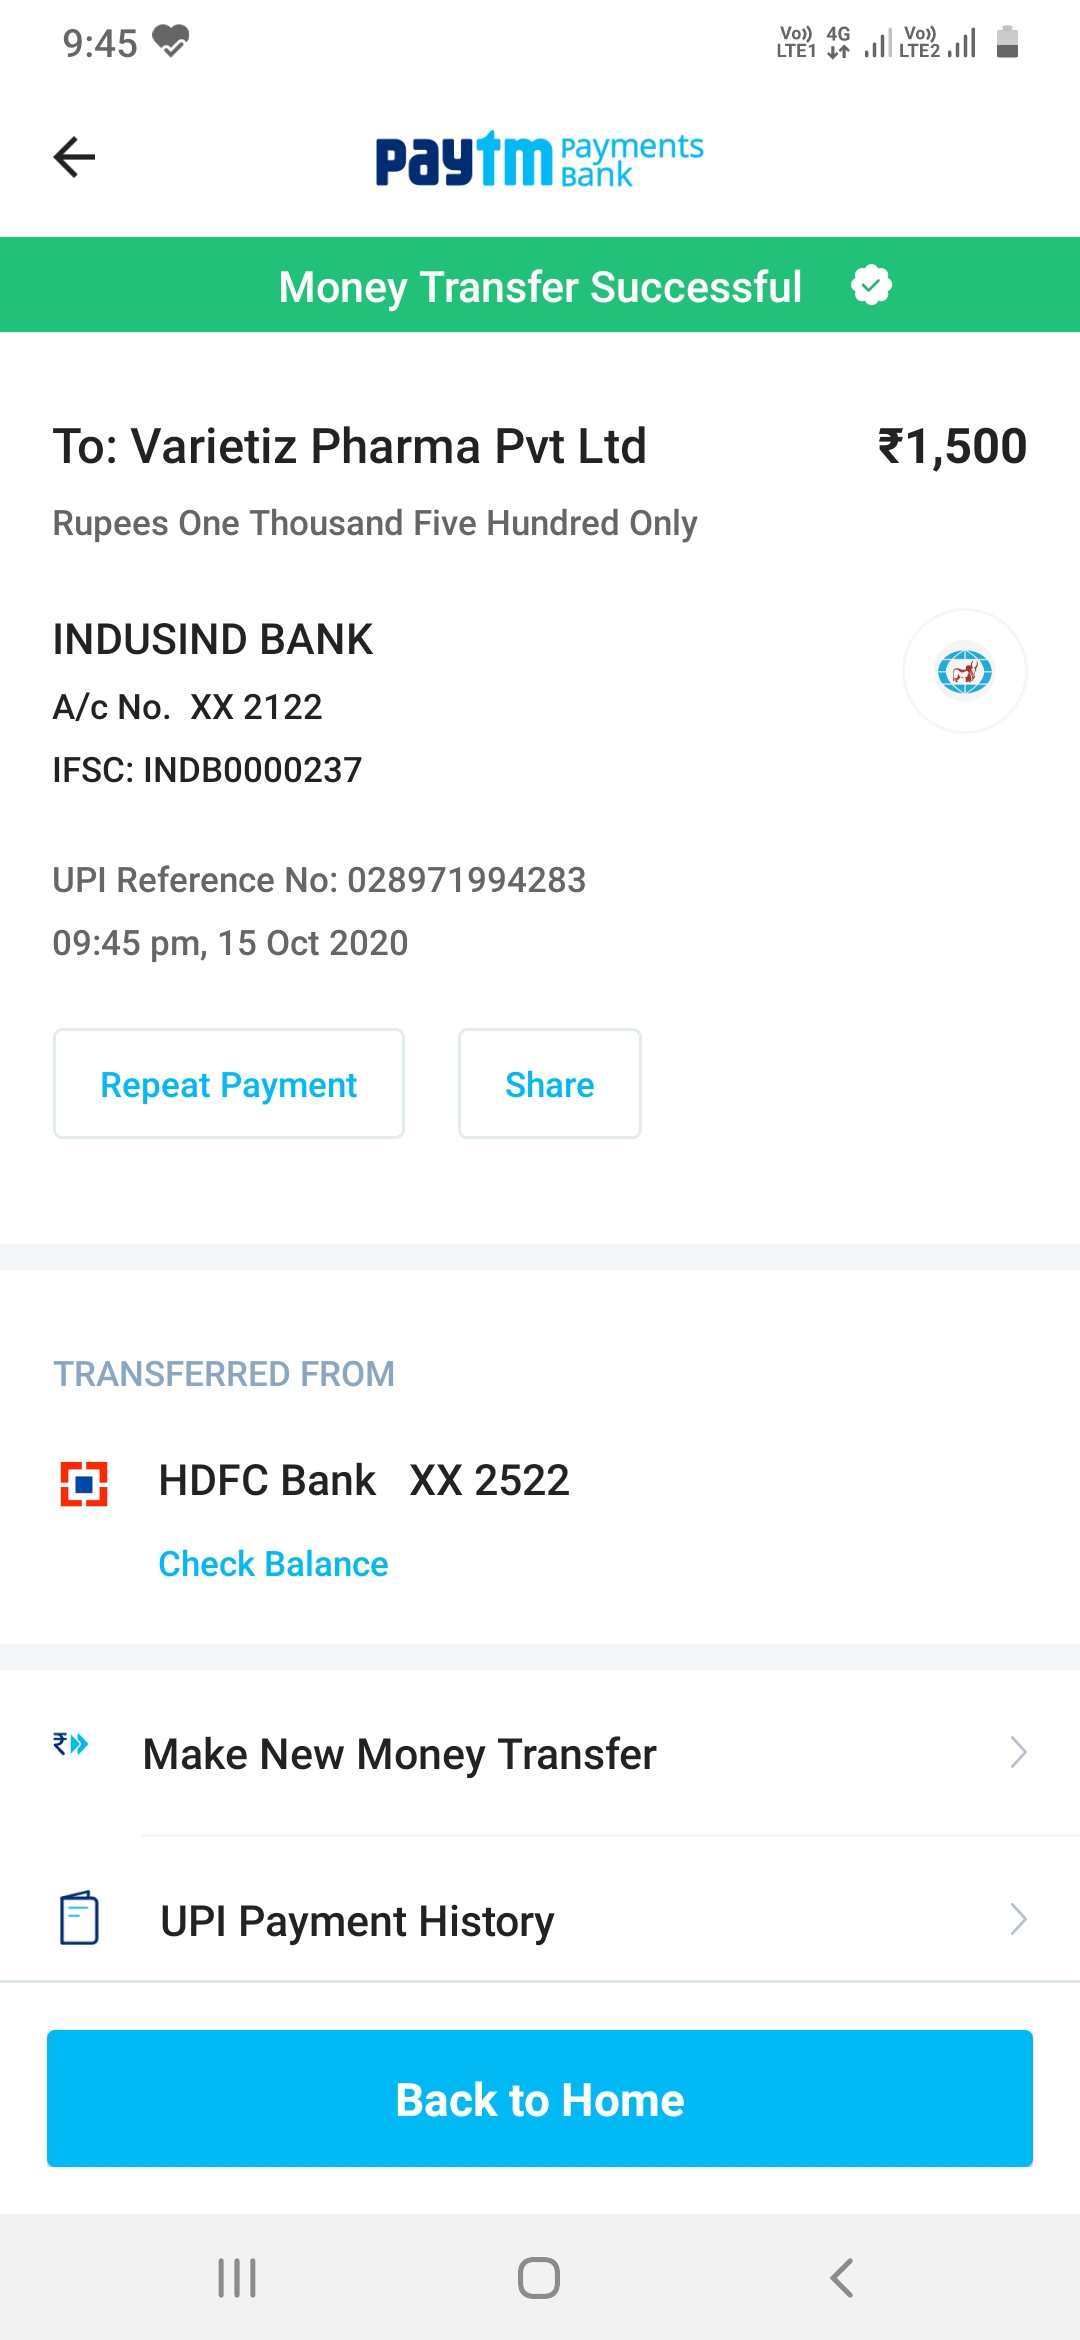 9:45
Vo)) 4G Vo))
LTE1 LTE2
paytm Payments
Bank
Money Transfer Successful
To: Varietiz Pharma Pvt Ltd ₹1,500
Rupees One Thousand Five Hundred Only
INDUSIND BANK
A/c No. XX 2122
IFSC: INDB0000237
UPI Reference No: 028971994283
09:45 pm, 15 Oct 2020
Repeat Payment Share
TRANSFERRED FROM
HDFC Bank XX 2522
Check Balance
₹ Make New Money Transfer
UPI Payment History
Back to Home